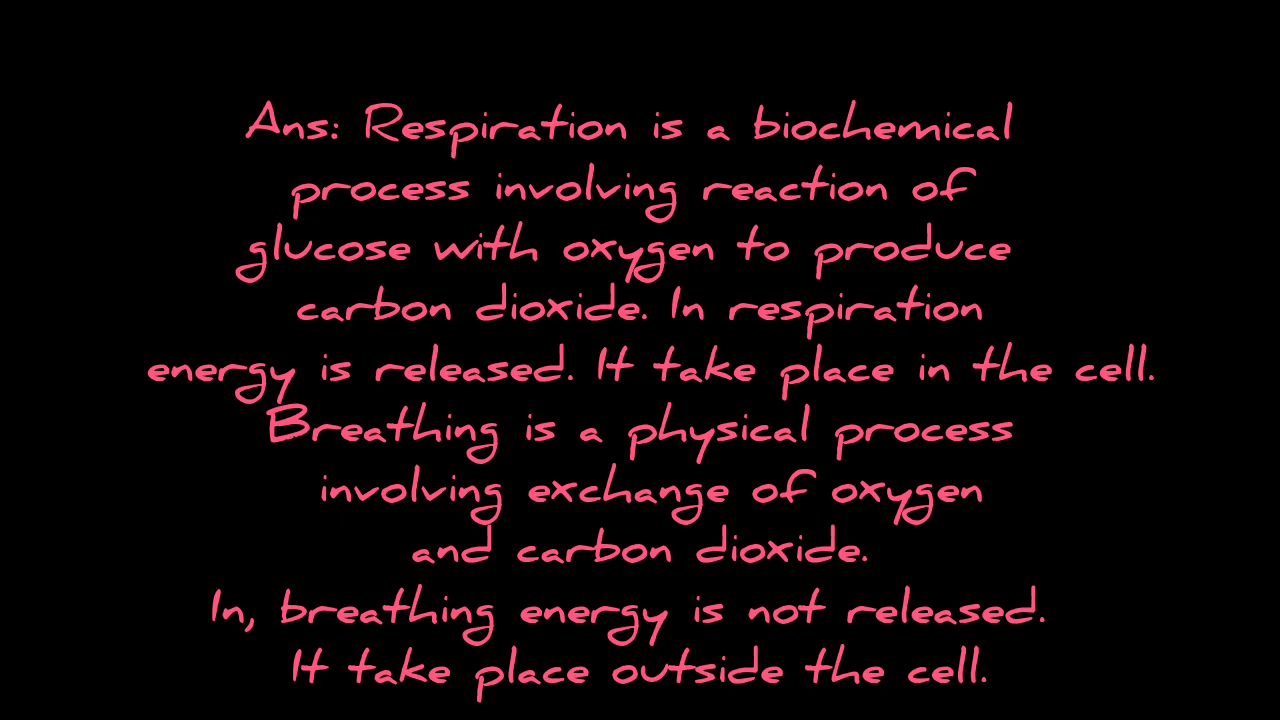 Ans: Respiration is a biochemical
process involving reaction of
glucose with oxygen to produce
carbon dioxide. In respiration
energy is released. It take place in the cell.
Breathing is a physical process
involving exchange of oxygen
and carbon dioxide.
In, breathing energy is not released.
It take place outside the cell.